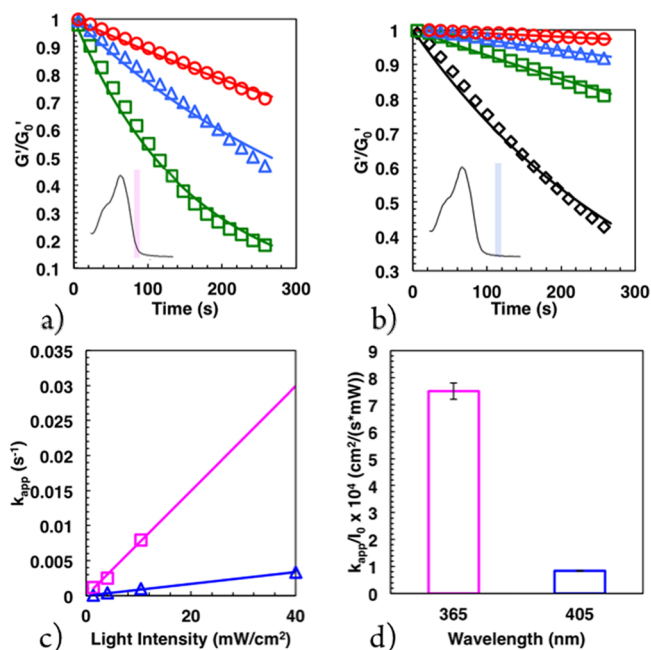 1
0.9
0.8
0.7
0.6
0.5
0.4
0.3
0.2
0.1
G'/G0'
0 100 200 300
Time (s)
a)
1
0.9
0.8
0.7
0.6
0.5
0.4
0.3
G'/G0'
0 100 200 300
Time (s)
b)
0.035
0.03
0.025
0.02
0.015
0.01
0.005
0
kapp (s-1)
0 20 40
c) Light Intensity (mW/cm2)
9
8
7
6
5
4
3
2
1
0
kapp/I0 x 104 (cm2/(s*mW))
365 405
d) Wavelength (nm)